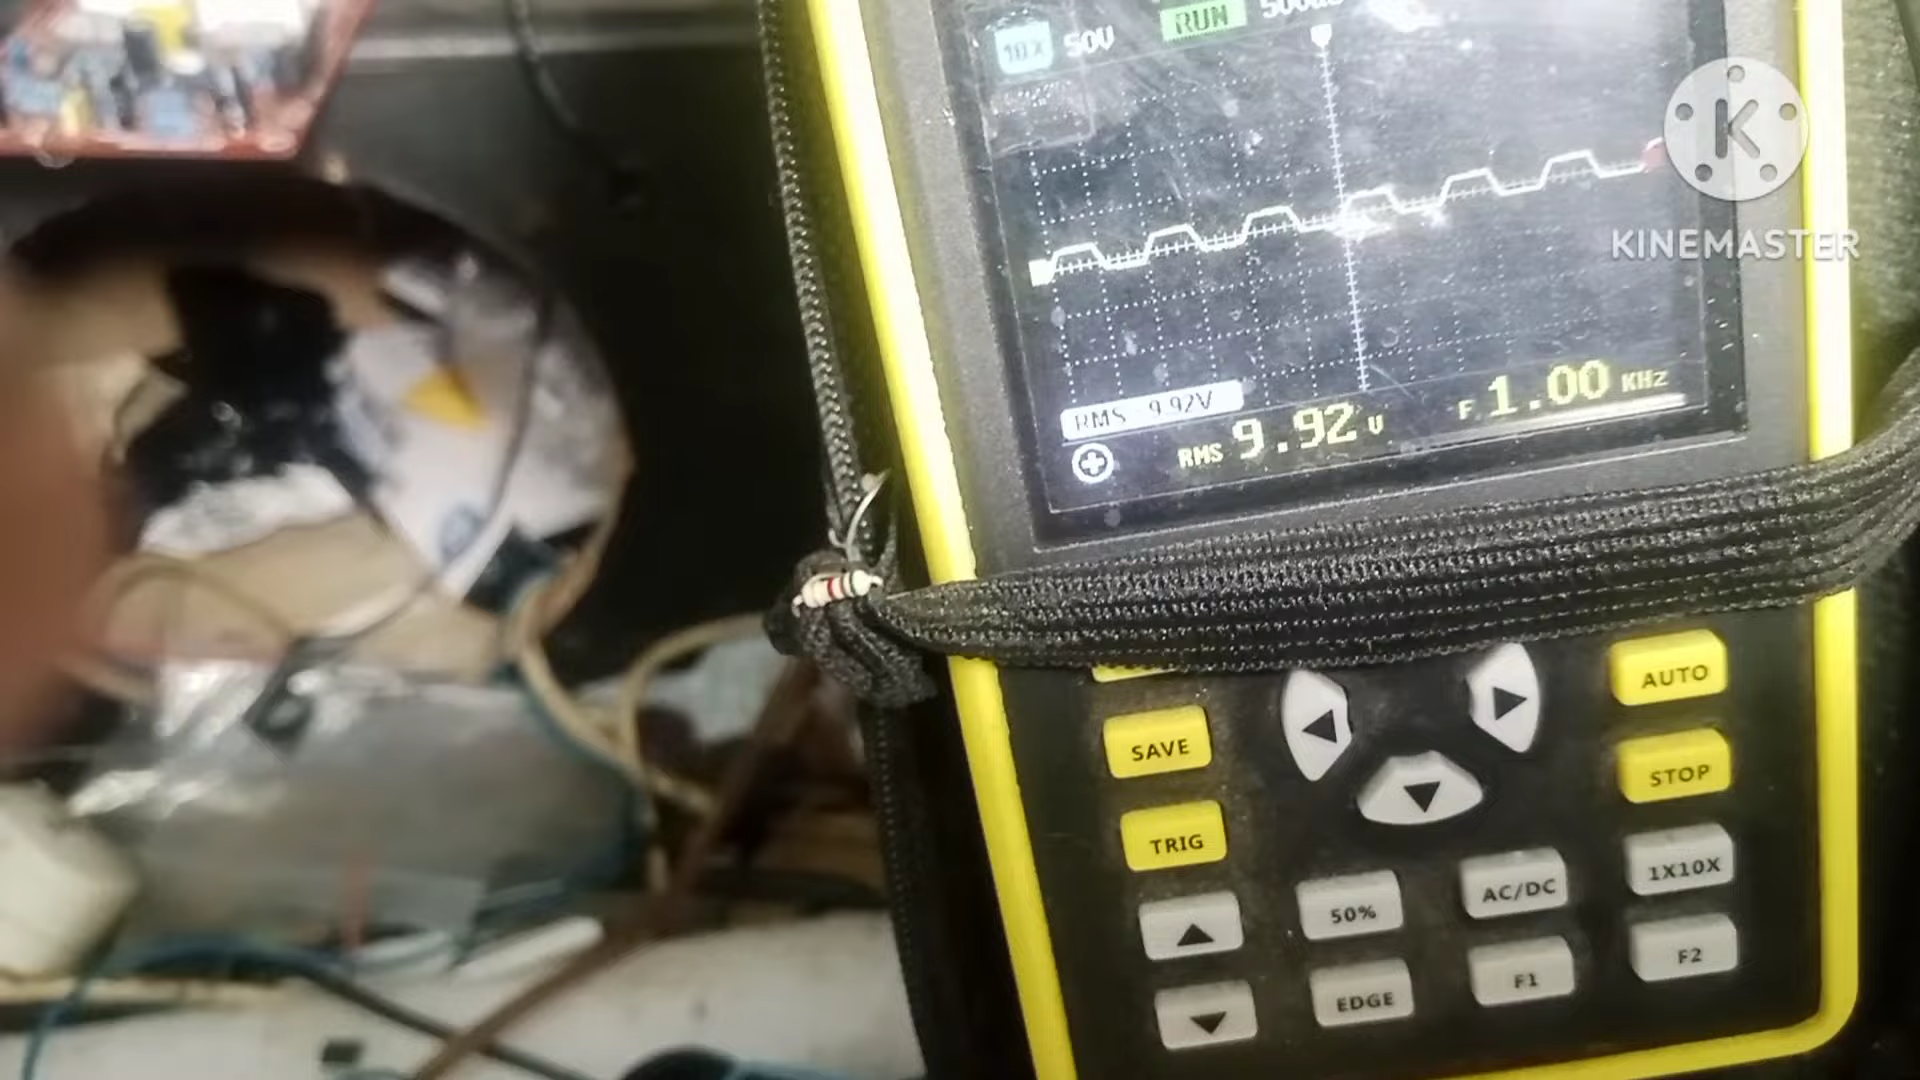 10X 50V RUN
K
KINEMASTER
RMS 9.92V
RMS 9.92 V F 1.00 KHz
AUTO
SAVE
STOP
TRIG
1X10X
AC/DC
50%
F2
F1
EDGE